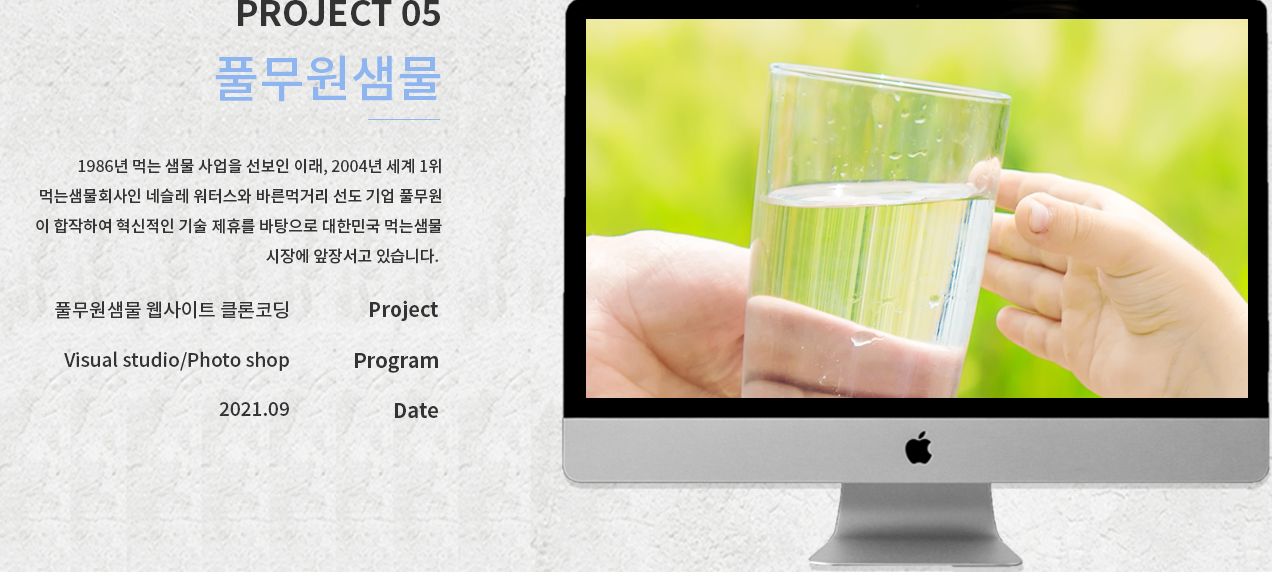 PROJECT 05
풀무원샘물
1986년 먹는 샘물 사업을 선보인 이래, 2004년 세계 1위
먹는샘물회사인 네슬레 워터스와 바른먹거리 선도 기업 풀무원
이 합작하여 혁신적인 기술 제휴를 바탕으로 대한민국 먹는샘물
시장에 앞장서고 있습니다.
풀무원샘물 웹사이트 클론코딩 Project
Visual studio/Photo shop Program
2021.09 Date